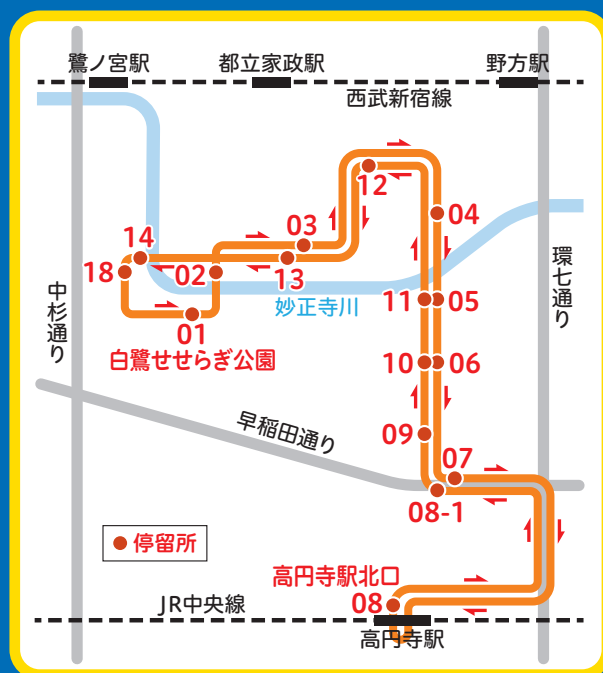 鷺ノ宮駅
都立家政駅
野方駅
西武新宿線
12
04
14
03
18
02
13
中杉通り
環七通り
01
妙正寺川
11
05
白鷺せせらぎ公園
10
06
早稲田通り
09
07
08-1
停留所
高円寺駅北口
08
JR中央線
高円寺駅